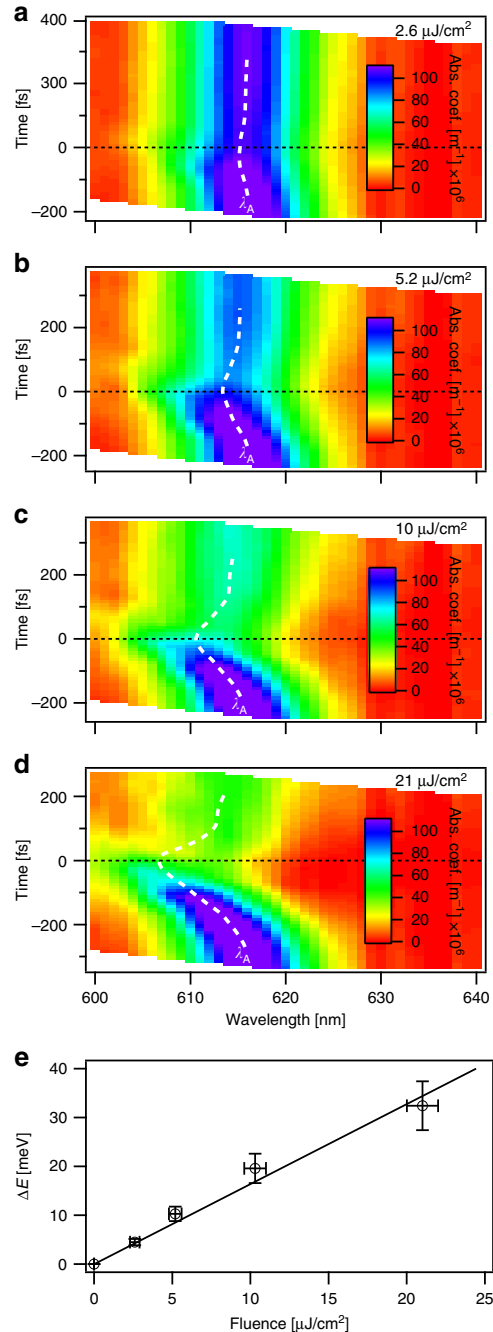 a
2.6 µJ/cm²
400
200
0
−200
Time [fs]
Abs. coef. [m⁻¹] ×10⁶
100
80
60
40
20
0
λA
b
5.2 µJ/cm²
200
0
−200
Time [fs]
Abs. coef. [m⁻¹] ×10⁶
100
80
60
40
20
0
λA
c
10 µJ/cm²
200
0
−200
Time [fs]
Abs. coef. [m⁻¹] ×10⁶
100
80
60
40
20
0
λA
d
21 µJ/cm²
200
0
−200
Time [fs]
Abs. coef. [m⁻¹] ×10⁶
100
80
60
40
20
0
λA
600 610 620 630 640
Wavelength [nm]
e
40
30
20
10
0
ΔE [meV]
0 5 10 15 20 25
Fluence [µJ/cm²]